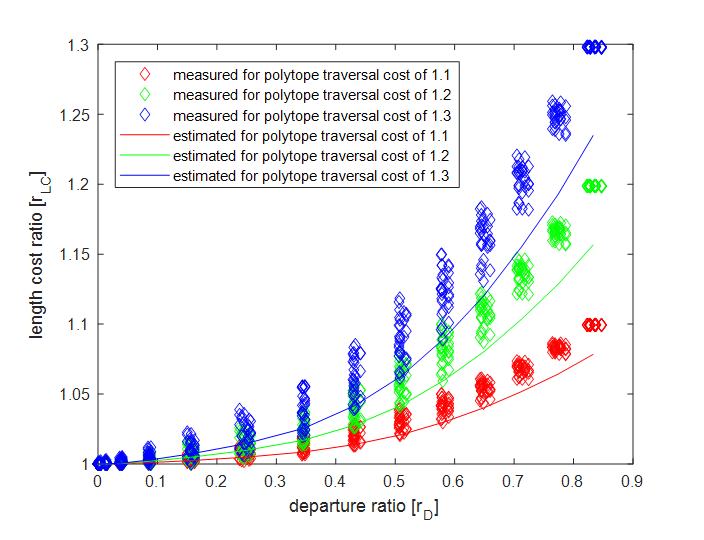 1.3
measured for polytope traversal cost of 1.1
measured for polytope traversal cost of 1.2
measured for polytope traversal cost of 1.3
estimated for polytope traversal cost of 1.1
estimated for polytope traversal cost of 1.2
estimated for polytope traversal cost of 1.3
1.25
1.2
1.15
1.1
1.05
1
length cost ratio [r_LC]
0 0.1 0.2 0.3 0.4 0.5 0.6 0.7 0.8 0.9
departure ratio [r_D]